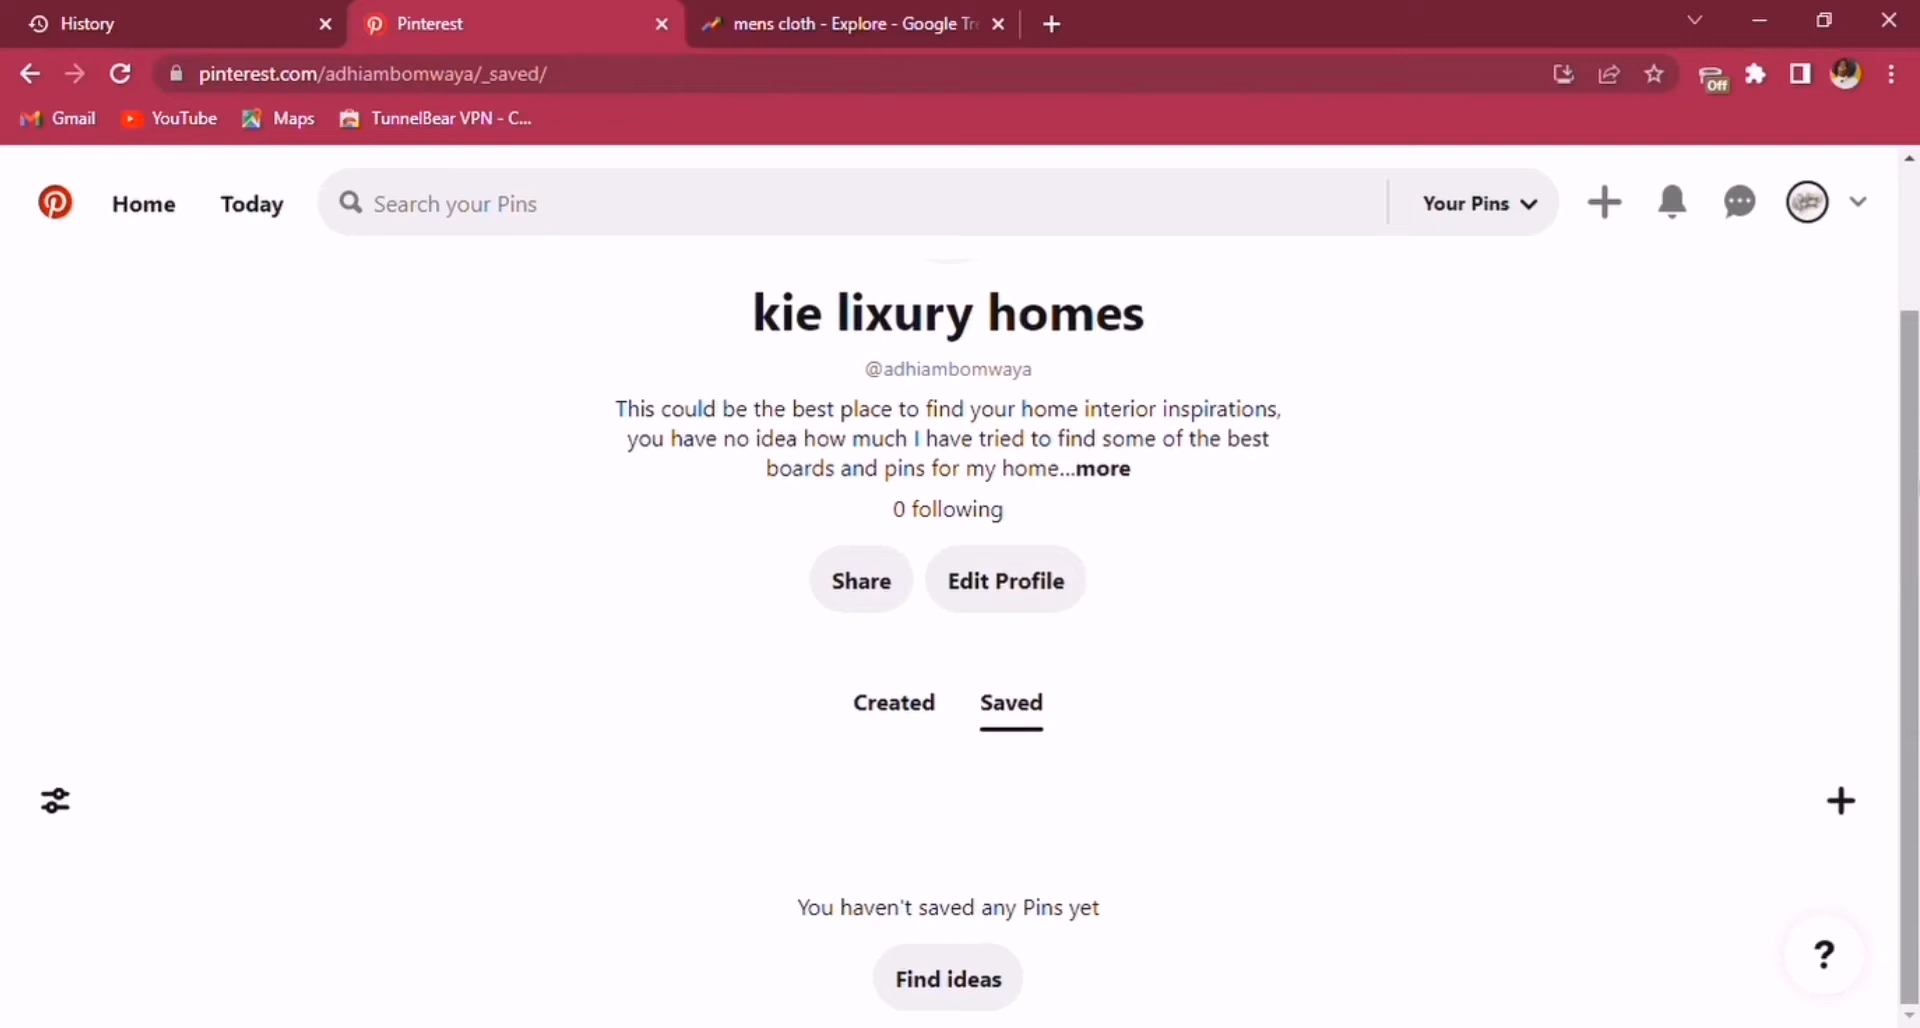 History
Pinterest
mens cloth - Explore - Google Tre
pinterest.com/adhiambomwaya/_saved/
Off
Gmail
YouTube
Maps
TunnelBear VPN - C...
Home
Today
Search your Pins
Your Pins
kie lixury homes
@adhiambomwaya
This could be the best place to find your home interior inspirations,
you have no idea how much I have tried to find some of the best
boards and pins for my home...more
0 following
Share
Edit Profile
Created
Saved
You haven't saved any Pins yet
Find ideas
?